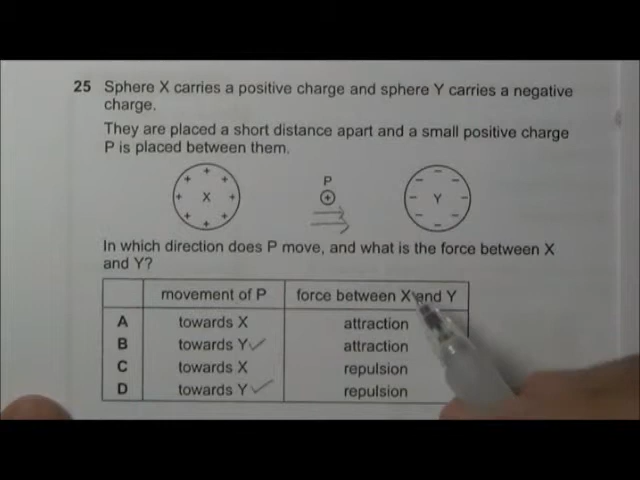 25 Sphere X carries a positive charge and sphere Y carries a negative
charge.
They are placed a short distance apart and a small positive charge
P is placed between them.
P
X + Y
In which direction does P move, and what is the force between X
and Y?
movement of P force between X and Y
A towards X attraction
B towards Y ✓ attraction
C towards X repulsion
D towards Y ✓ repulsion